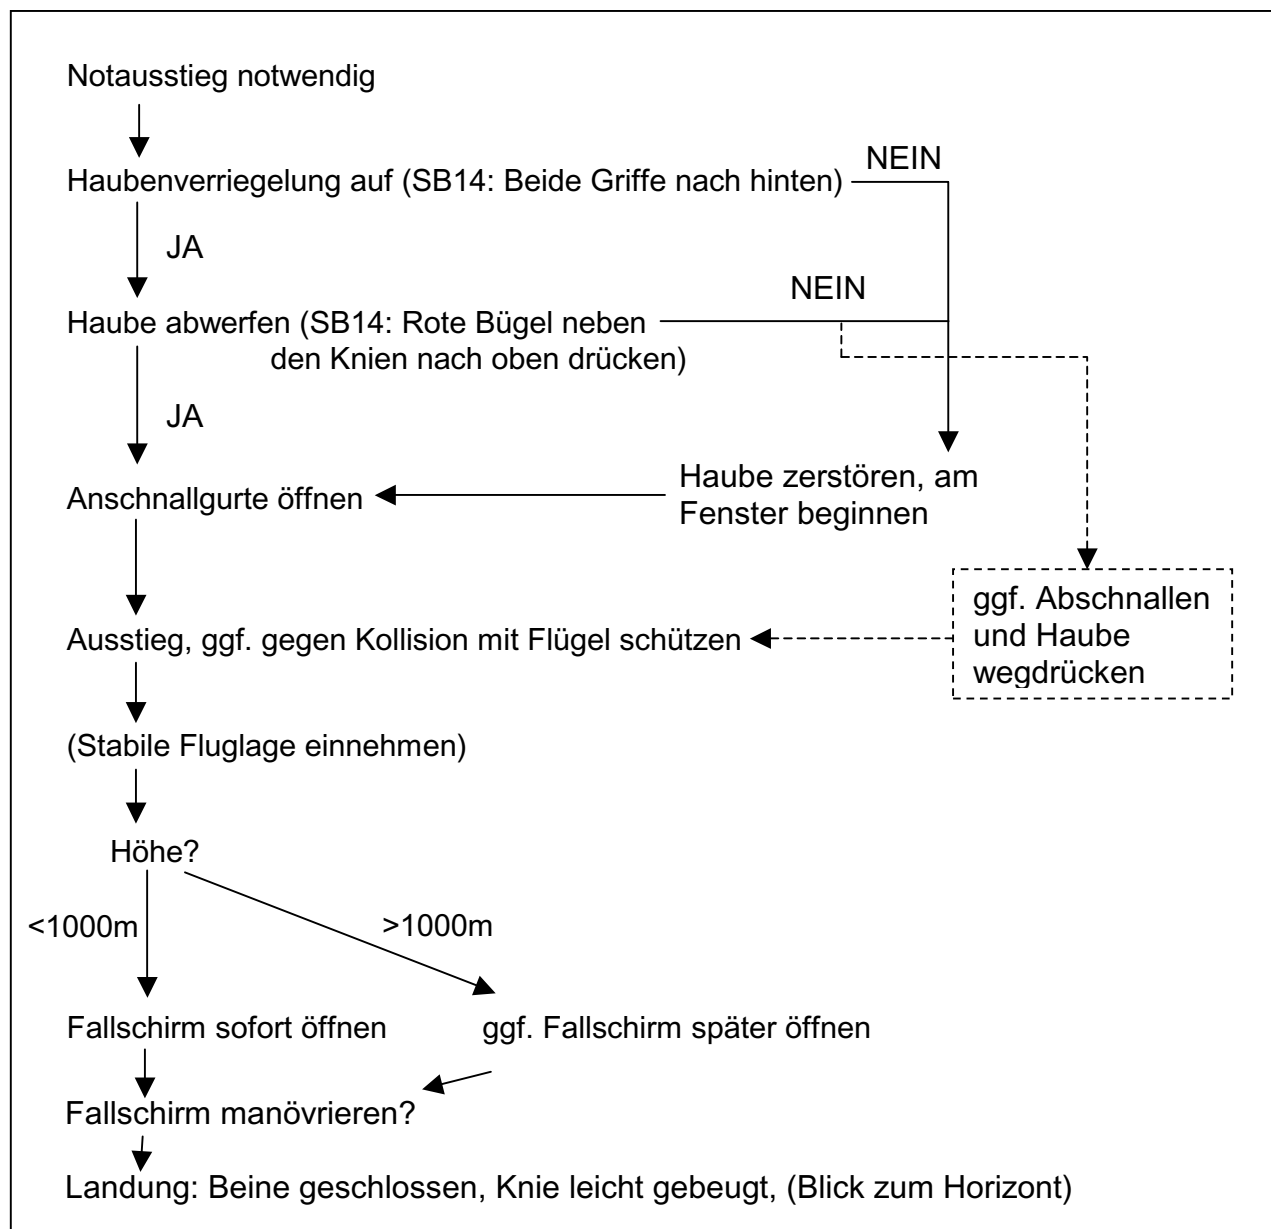 Notausstieg notwendig
NEIN
Haubenverriegelung auf (SB14: Beide Griffe nach hinten)
JA
NEIN
Haube abwerfen (SB14: Rote Bügel neben
den Knien nach oben drücken)
JA
Haube zerstören, am
Fenster beginnen
Anschnallgurte öffnen
ggf. Abschnallen
und Haube
wegdrücken
Ausstieg, ggf. gegen Kollision mit Flügel schützen
(Stabile Fluglage einnehmen)
Höhe?
<1000m
>1000m
Fallschirm sofort öffnen
ggf. Fallschirm später öffnen
Fallschirm manövrieren?
Landung: Beine geschlossen, Knie leicht gebeugt, (Blick zum Horizont)